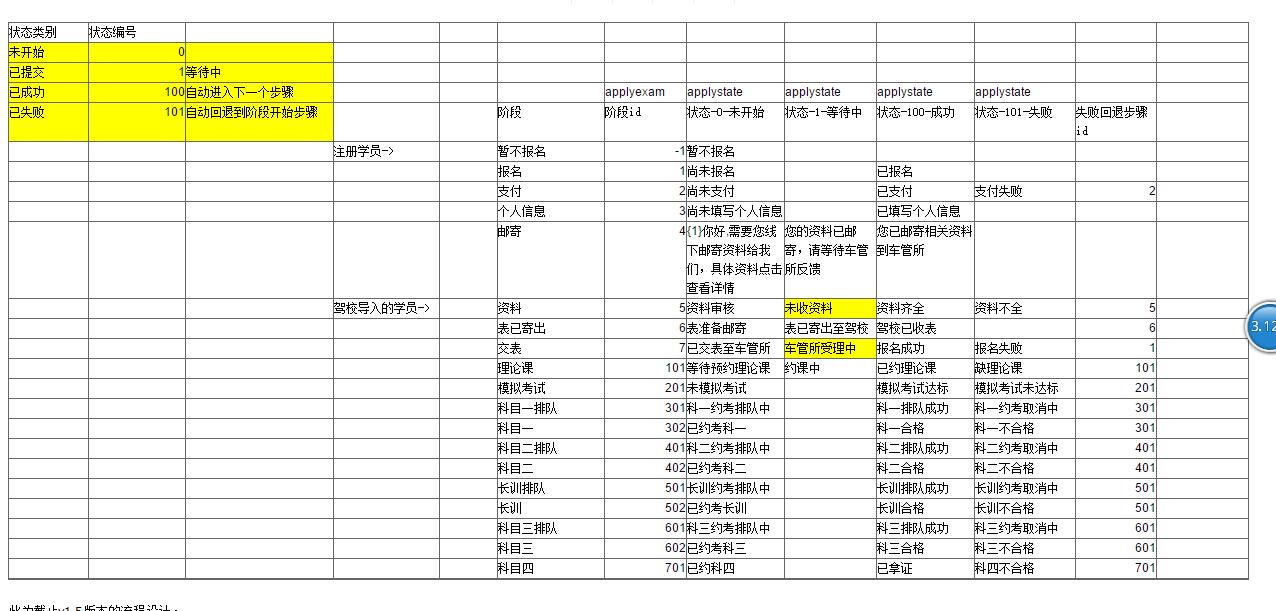 状态类别 状态编号
未开始 0
已提交 1 等待中
已成功 100 自动进入下一个步骤 applyexam applystate applystate applystate applystate
已失败 101 自动回退到阶段开始步骤 阶段 阶段id 状态-0-未开始 状态-1-等待中 状态-100-成功 状态-101-失败 失败回退步骤
id
注册学员-> 暂不报名 -1 暂不报名
报名 1 尚未报名 已报名
支付 2 尚未支付 已支付 支付失败 2
个人信息 3 尚未填写个人信息 已填写个人信息
邮寄 4 {1}你好,需要您线 您的资料已邮 您已邮寄相关资料
下邮寄资料给我 寄，请等待车管 到车管所
们，具体资料点击 所反馈
查看详情
驾校导入的学员-> 资料 5 资料审核 未收资料 资料齐全 资料不全 5
表已寄出 6 表准备邮寄 表已寄出至驾校 驾校已收表 6
交表 7 已交表至车管所 车管所受理中 报名成功 报名失败 1
3.12
理论课 101 等待预约理论课 约课中 已约理论课 缺理论课 101
模拟考试 201 未模拟考试 模拟考试达标 模拟考试未达标 201
科目一排队 301 科一约考排队中 科一排队成功 科一约考取消中 301
科目一 302 已约考科一 科一合格 科一不合格 301
科目二排队 401 科二约考排队中 科二排队成功 科二约考取消中 401
科目二 402 已约考科二 科二合格 科二不合格 401
长训排队 501 长训约考排队中 长训排队成功 长训约考取消中 501
长训 502 已约考长训 长训合格 长训不合格 501
科目三排队 601 科三约考排队中 科三排队成功 科三约考取消中 601
科目三 602 已约考科三 科三合格 科三不合格 601
科目四 701 已约科四 已拿证 科四不合格 701
此为截止v1.5版本的流程设计：